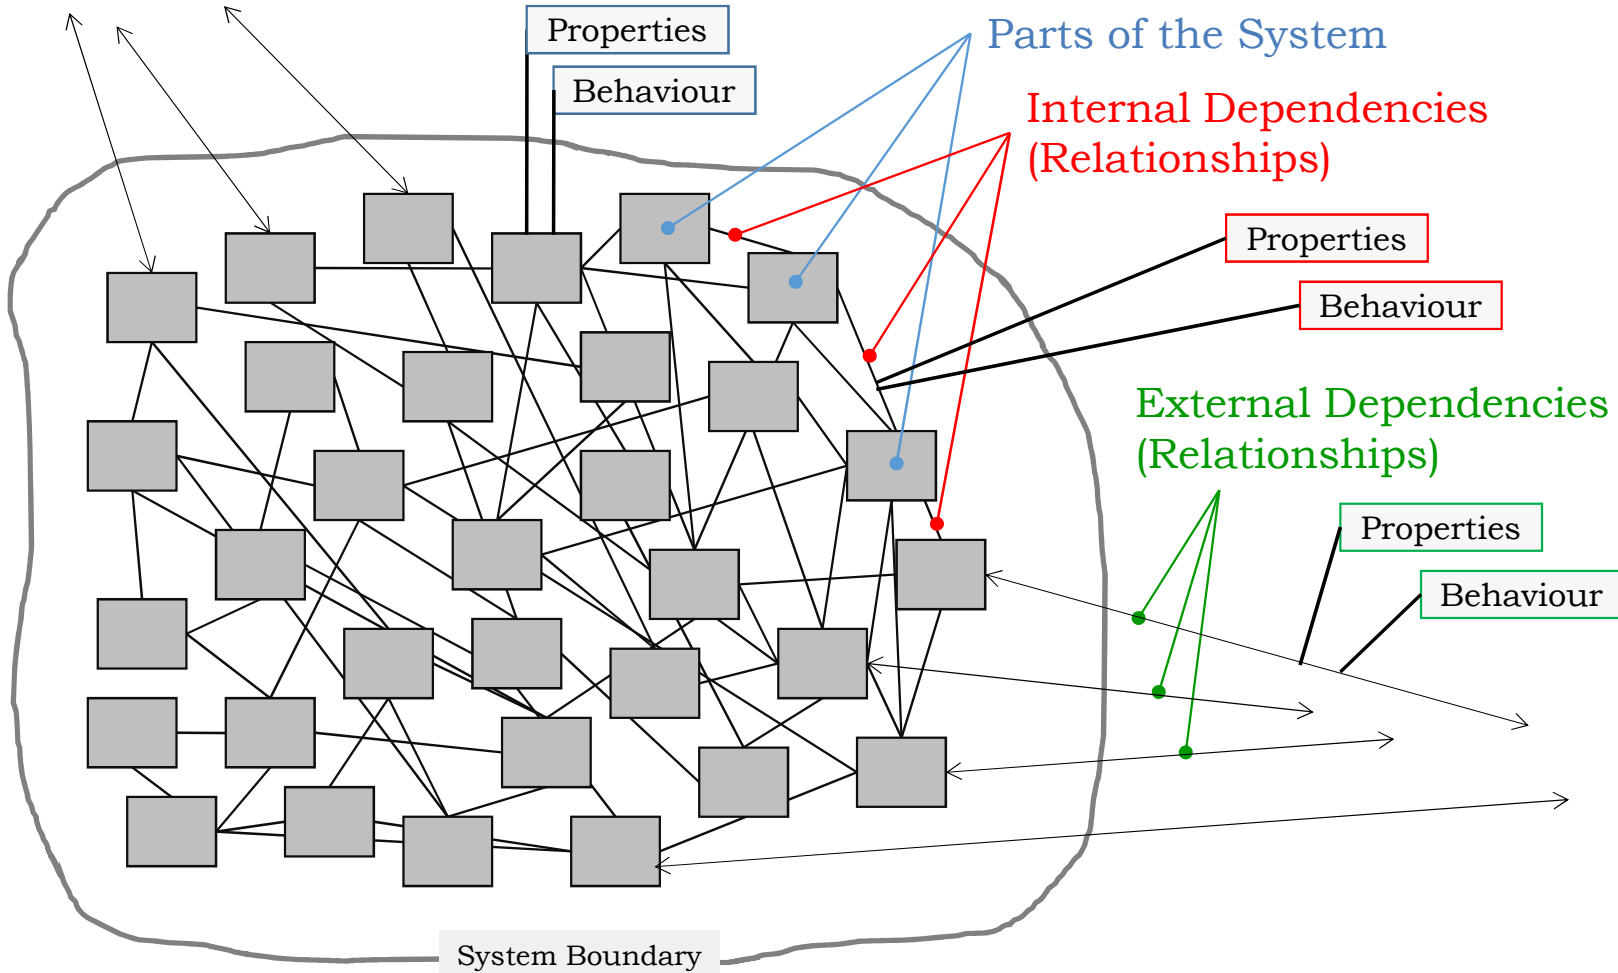 Properties
Behaviour
Parts of the System
Internal Dependencies
(Relationships)
Properties
Behaviour
External Dependencies
(Relationships)
Properties
Behaviour
System Boundary